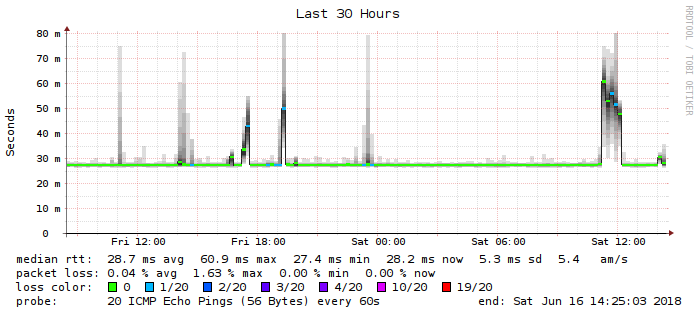 Last 30 Hours
RRDTOOL / TOBI OETIKER
Seconds
80 m
70 m
60 m
50 m
40 m
30 m
20 m
10 m
0
Fri 12:00 Fri 18:00 Sat 00:00 Sat 06:00 Sat 12:00
median rtt: 28.7 ms avg 60.9 ms max 27.4 ms min 28.2 ms now 5.3 ms sd 5.4 am/s
packet loss: 0.04 % avg 1.63 % max 0.00 % min 0.00 % now
loss color: 0 1/20 2/20 3/20 4/20 10/20 19/20
probe: 20 ICMP Echo Pings (56 Bytes) every 60s end: Sat Jun 16 14:25:03 2018